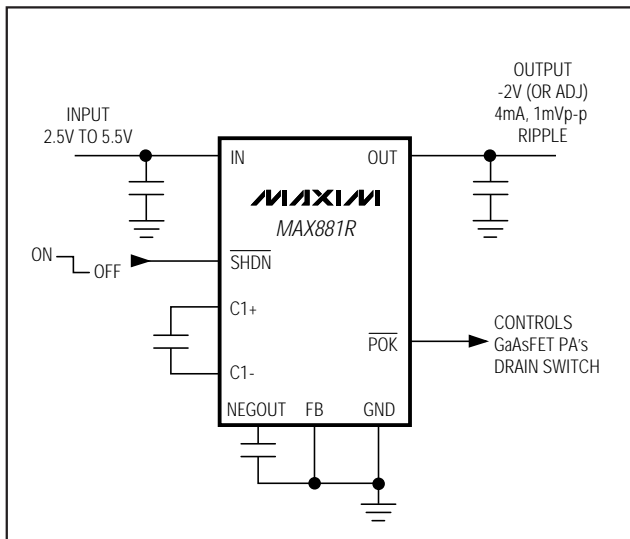 OUTPUT
-2V (OR ADJ)
4mA, 1mVp-p
RIPPLE
INPUT
2.5V TO 5.5V
IN
OUT
MAXIM
MAX881R
ON
OFF
SHDN
C1+
C1-
POK
CONTROLS
GaAsFET PA's
DRAIN SWITCH
NEGOUT
FB
GND